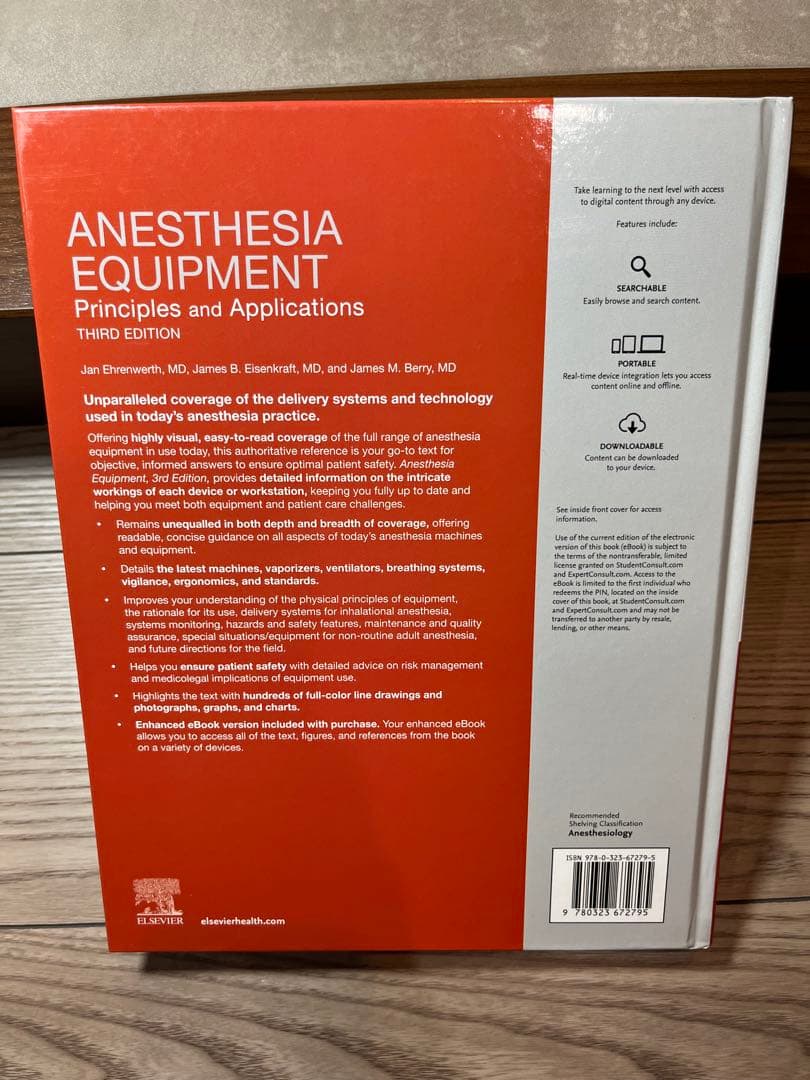 ANESTHESIA
EQUIPMENT
Principles and Applications
THIRD EDITION
Jan Ehrenwerth, MD, James B. Eisenkraft, MD, and James M. Berry, MD
Unparalleled coverage of the delivery systems and technology
used in today's anesthesia practice.
Offering highly visual, easy-to-read coverage of the full range of anesthesia
equipment in use today, this authoritative reference is your go-to text for
objective, informed answers to ensure optimal patient safety. Anesthesia
Equipment, 3rd Edition, provides detailed information on the intricate
workings of each device or workstation, keeping you fully up to date and
helping you meet both equipment and patient care challenges.
• Remains unequalled in both depth and breadth of coverage, offering
readable, concise guidance on all aspects of today's anesthesia machines
and equipment.
• Details the latest machines, vaporizers, ventilators, breathing systems,
vigilance, ergonomics, and standards.
• Improves your understanding of the physical principles of equipment,
the rationale for its use, delivery systems for inhalational anesthesia,
systems monitoring, hazards and safety features, maintenance and quality
assurance, special situations/equipment for non-routine adult anesthesia,
and future directions for the field.
• Helps you ensure patient safety with detailed advice on risk management
and medicolegal implications of equipment use.
• Highlights the text with hundreds of full-color line drawings and
photographs, graphs, and charts.
• Enhanced eBook version included with purchase. Your enhanced eBook
allows you to access all of the text, figures, and references from the book
on a variety of devices.
ELSEVIER
elsevierhealth.com
Take learning to the next level with access
to digital content through any device.
Features include:
SEARCHABLE
Easily browse and search content.
PORTABLE
Real-time device integration lets you access
content online and offline.
DOWNLOADABLE
Content can be downloaded
to your device.
See inside front cover for access
information.
Use of the current edition of the electronic
version of this book (eBook) is subject to
the terms of the nontransferable, limited
license granted on StudentConsult.com
and ExpertConsult.com. Access to the
eBook is limited to the first individual who
redeems the PIN, located on the inside
cover of this book, at StudentConsult.com
and ExpertConsult.com and may not be
transferred to another party by resale,
lending, or other means.
Recommended
Shelving Classification
Anesthesiology
ISBN 978-0-323-67279-5
9 780323 672795